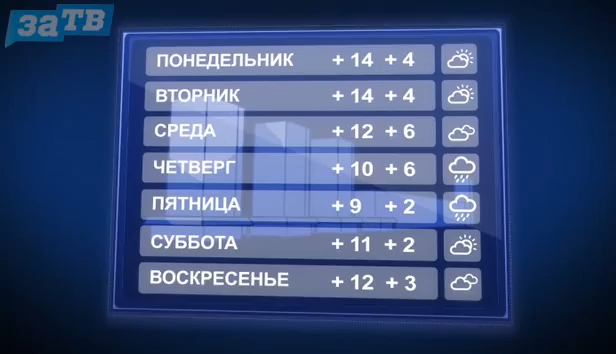 заТВ
ПОНЕДЕЛЬНИК +14 +4
ВТОРНИК +14 +4
СРЕДА +12 +6
ЧЕТВЕРГ +10 +6
ПЯТНИЦА +9 +2
СУББОТА +11 +2
ВОСКРЕСЕНЬЕ +12 +3